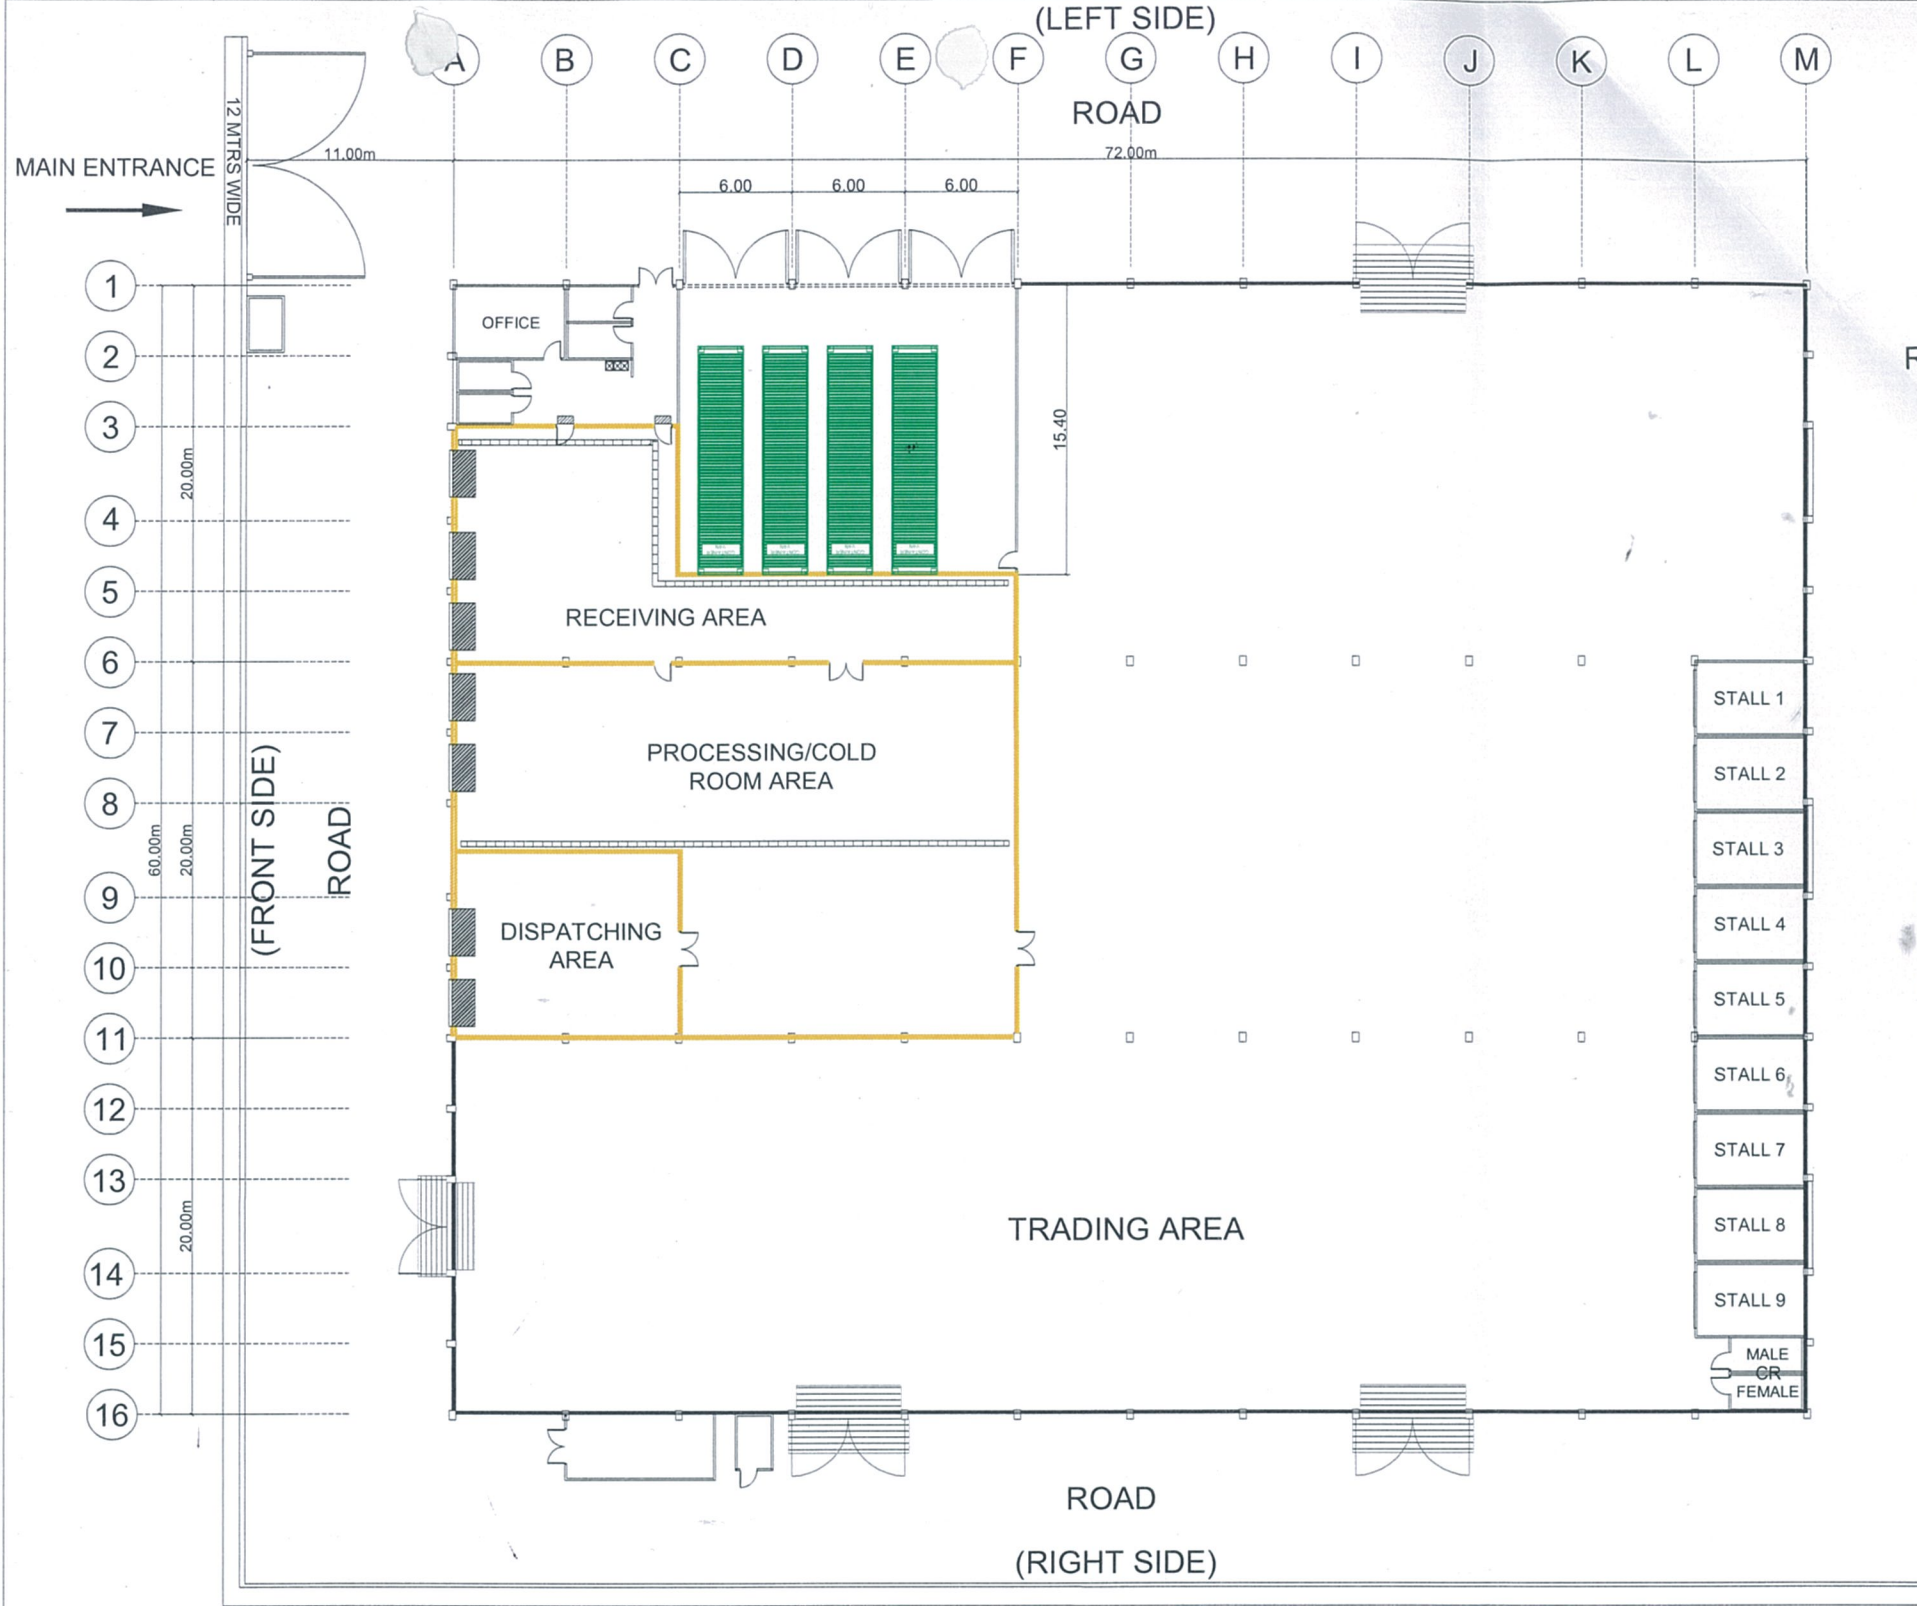 (LEFT SIDE)
A B C D E F G H I J K L M
ROAD
12 MTRS WIDE
MAIN ENTRANCE
11.00m
72.00m
6.00 6.00 6.00
1
OFFICE
2
3
15.40
20.00m
4
5
RECEIVING AREA
6
STALL 1
7
PROCESSING/COLD
ROOM AREA
STALL 2
8
(FRONT SIDE)
ROAD
60.00m
20.00m
STALL 3
9
DISPATCHING
AREA
STALL 4
10
STALL 5
11
STALL 6
12
STALL 7
13
20.00m
TRADING AREA
STALL 8
14
STALL 9
15
MALE
CR
FEMALE
16
ROAD
(RIGHT SIDE)